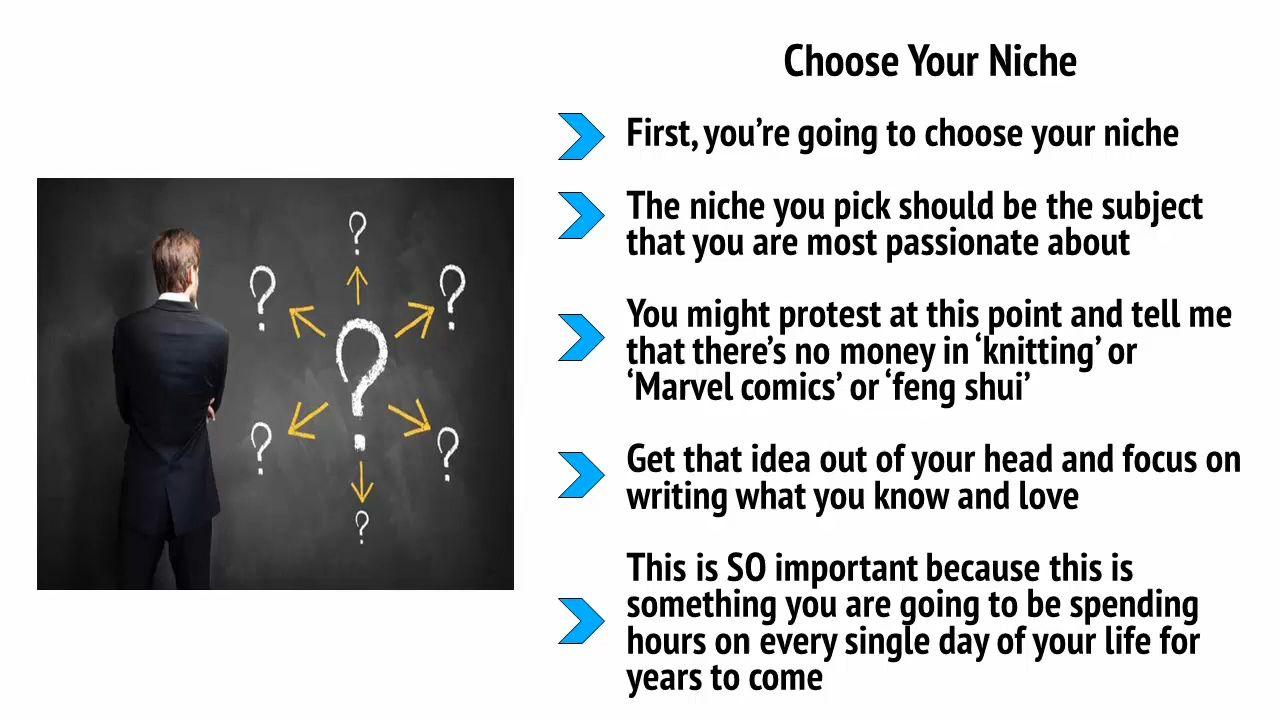 Choose Your Niche
First, you’re going to choose your niche
The niche you pick should be the subject
that you are most passionate about
You might protest at this point and tell me
that there’s no money in ‘knitting’ or
‘Marvel comics’ or ‘feng shui’
Get that idea out of your head and focus on
writing what you know and love
This is SO important because this is
something you are going to be spending
hours on every single day of your life for
years to come
?
? ?
?
? ?
?